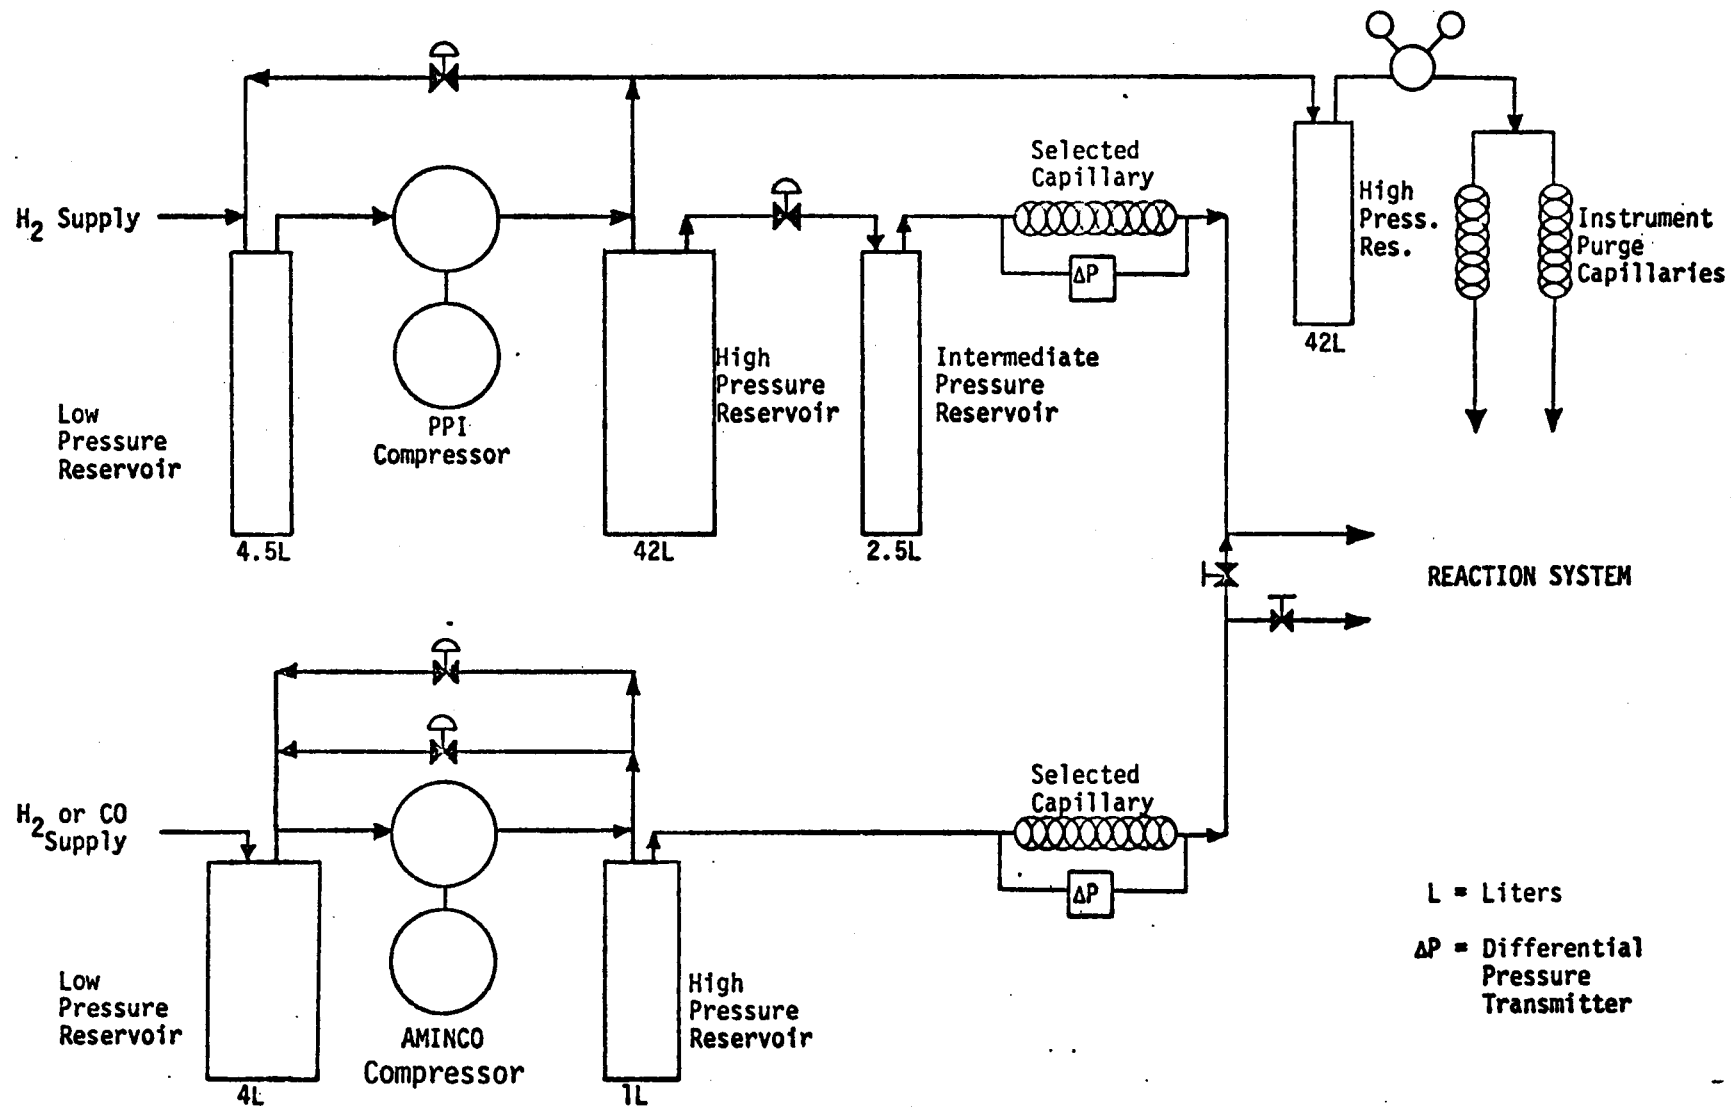 Selected
Capillary
H2 Supply
High
Press.
Res.
Instrument
Purge
Capillaries
ΔP
42L
High
Pressure
Reservoir
Intermediate
Pressure
Reservoir
Low
Pressure
Reservoir
PPI
Compressor
4.5L
42L
2.5L
REACTION SYSTEM
Selected
Capillary
H2 or CO
Supply
ΔP
L = Liters
ΔP = Differential
Pressure
Transmitter
Low
Pressure
Reservoir
High
Pressure
Reservoir
AMINCO
Compressor
4L
1L